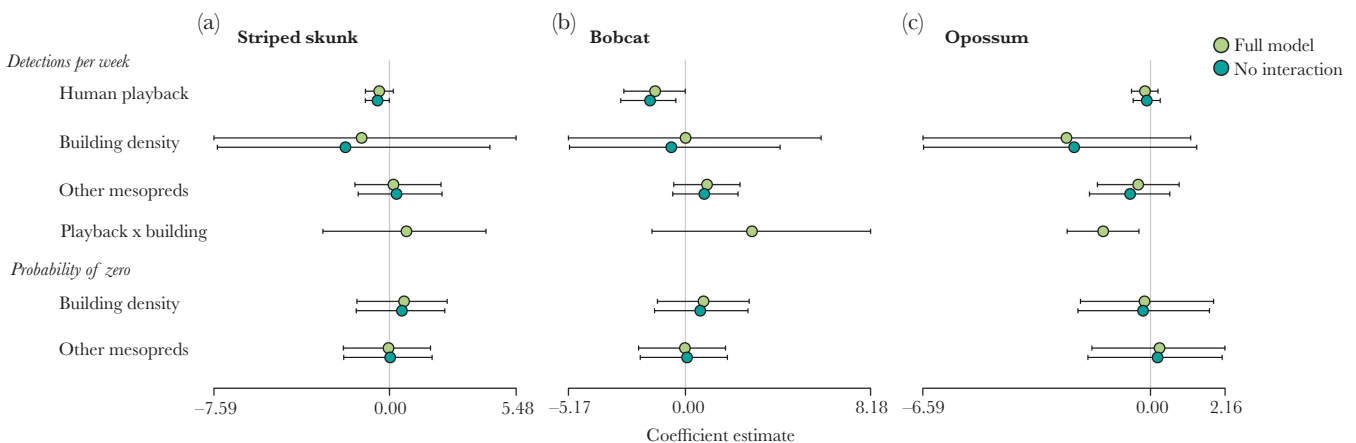 (a) Striped skunk
(b) Bobcat
(c) Opossum
Full model
No interaction
Detections per week
Human playback
Building density
Other mesopreds
Playback x building
Probability of zero
Building density
Other mesopreds
–7.59 0.00 5.48
–5.17 0.00 8.18
–6.59 0.00 2.16
Coefficient estimate